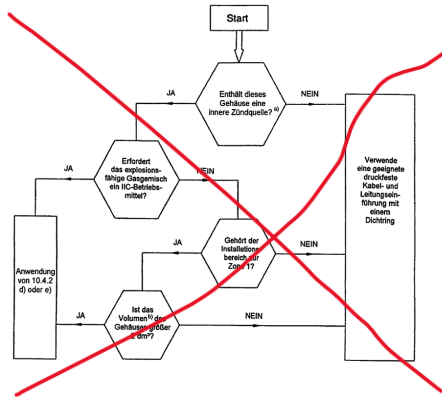 Start
Enthält dieses
Gehäuse eine
innere Zündquelle? a)
JA
NEIN
Erfordert
das explosions-
fähige Gasgemisch
ein IIC-Betriebs-
mittel?
JA
NEIN
Verwende
eine geeignete
druckfeste
Kabel- und
Leitungsein-
führung mit
einem
Dichtring
Gehört der
Installations-
bereich zur
Zone 1?
JA
NEIN
Anwendung
von 10.4.2
d) oder e)
Ist das
Volumen b) des
Gehäuses größer
2 dm³?
JA
NEIN